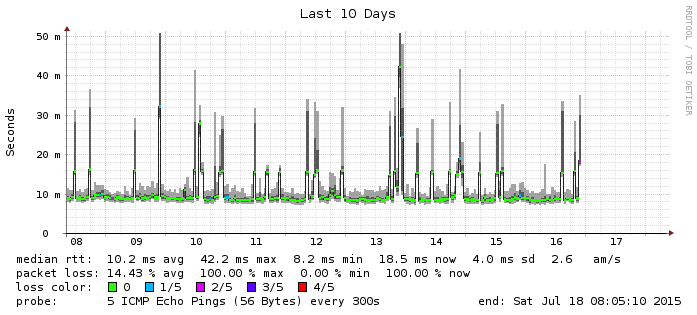 Last 10 Days
RRDTOOL / TOBI OETIKER
Seconds
50 m
40 m
30 m
20 m
10 m
0
08 09 10 11 12 13 14 15 16 17
median rtt: 10.2 ms avg 42.2 ms max 8.2 ms min 18.5 ms now 4.0 ms sd 2.6 am/s
packet loss: 14.43 % avg 100.00 % max 0.00 % min 100.00 % now
loss color: 0 1/5 2/5 3/5 4/5
probe: 5 ICMP Echo Pings (56 Bytes) every 300s end: Sat Jul 18 08:05:10 2015